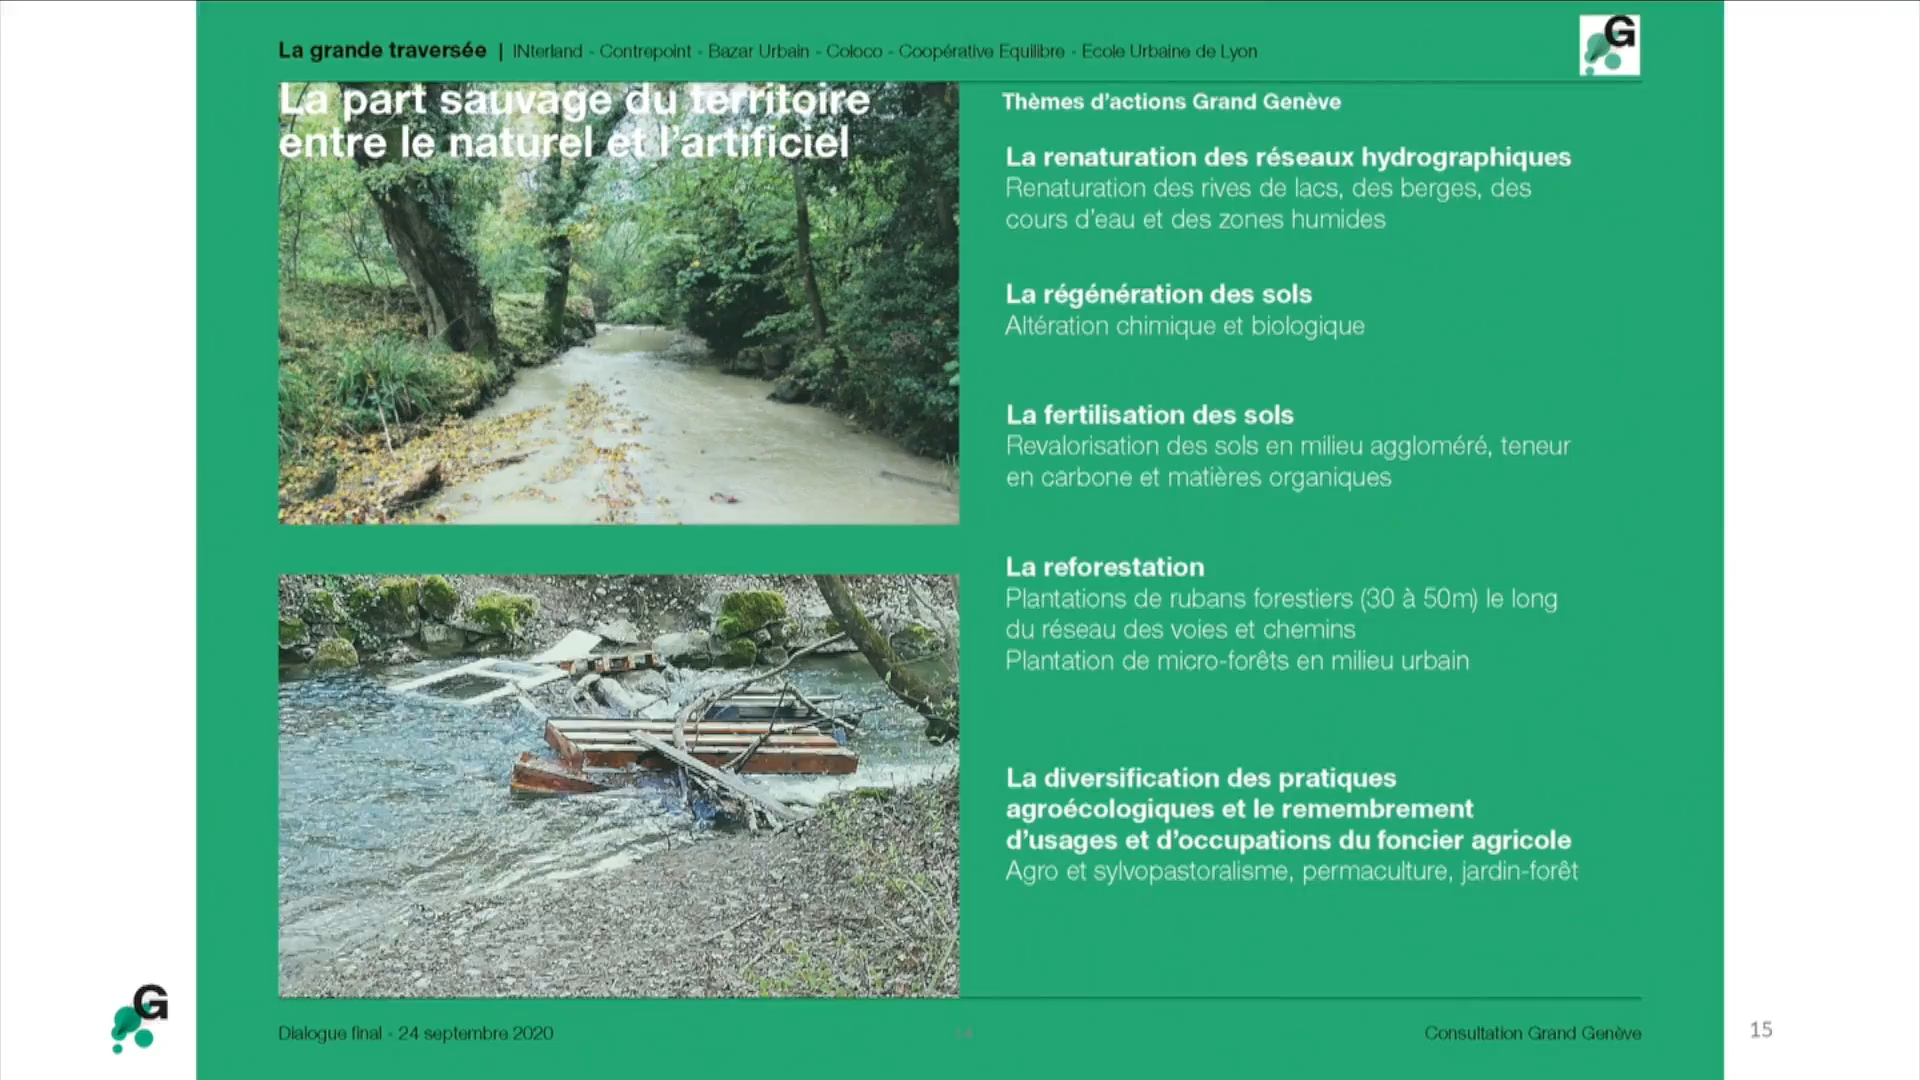 La grande traversée | INterland - Contrepoint - Bazar Urbain - Coloco - Coopérative Equilibre - Ecole Urbaine de Lyon
G
La part sauvage du territoire
entre le naturel et l'artificiel
Thèmes d'actions Grand Genève
La renaturation des réseaux hydrographiques
Renaturation des rives de lacs, des berges, des
cours d'eau et des zones humides
La régénération des sols
Altération chimique et biologique
La fertilisation des sols
Revalorisation des sols en milieu aggloméré, teneur
en carbone et matières organiques
La reforestation
Plantations de rubans forestiers (30 à 50m) le long
du réseau des voies et chemins
Plantation de micro-forêts en milieu urbain
La diversification des pratiques
agroécologiques et le remembrement
d'usages et d'occupations du foncier agricole
Agro et sylvopastoralisme, permaculture, jardin-forêt
G
Dialogue final - 24 septembre 2020
14
Consultation Grand Genève
15